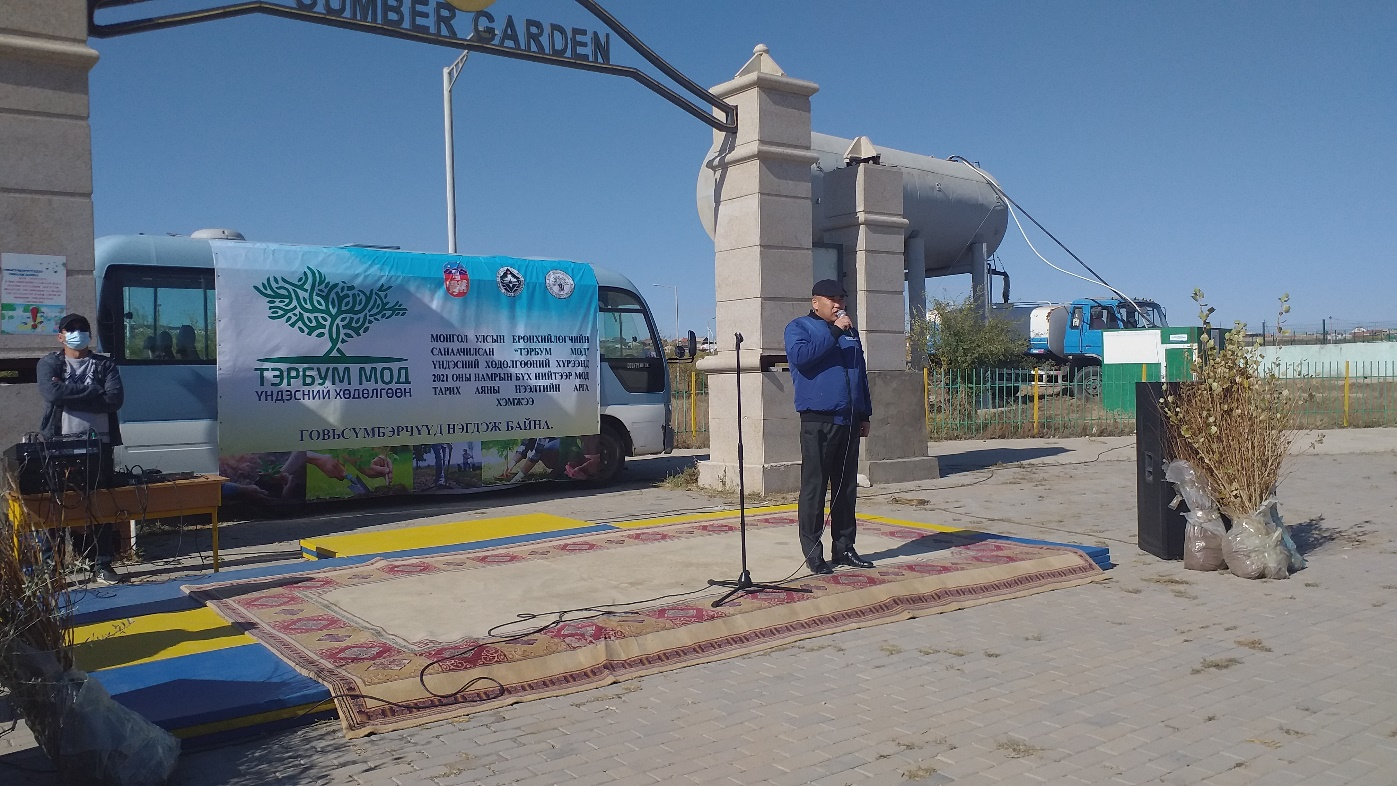 SUMBER GARDEN
ТЭРБУМ МОД
ҮНДЭСНИЙ ХӨДӨЛГӨӨН
МОНГОЛ УЛСЫН ЕРӨНХИЙЛӨГЧИЙН
САНААЧИЛСАН "ТЭРБУМ МОД"
ҮНДЭСНИЙ ХӨДӨЛГӨӨНИЙ ХҮРЭЭНД
2021 ОНЫ НАМРЫН БҮХ НИЙТЭЭР МОД
ТАРИХ АЯНЫ НЭЭЛТИЙН АРГА
ХЭМЖЭЭ
ГОВЬСҮМБЭРЧҮҮД НЭГДЭЖ БАЙНА.